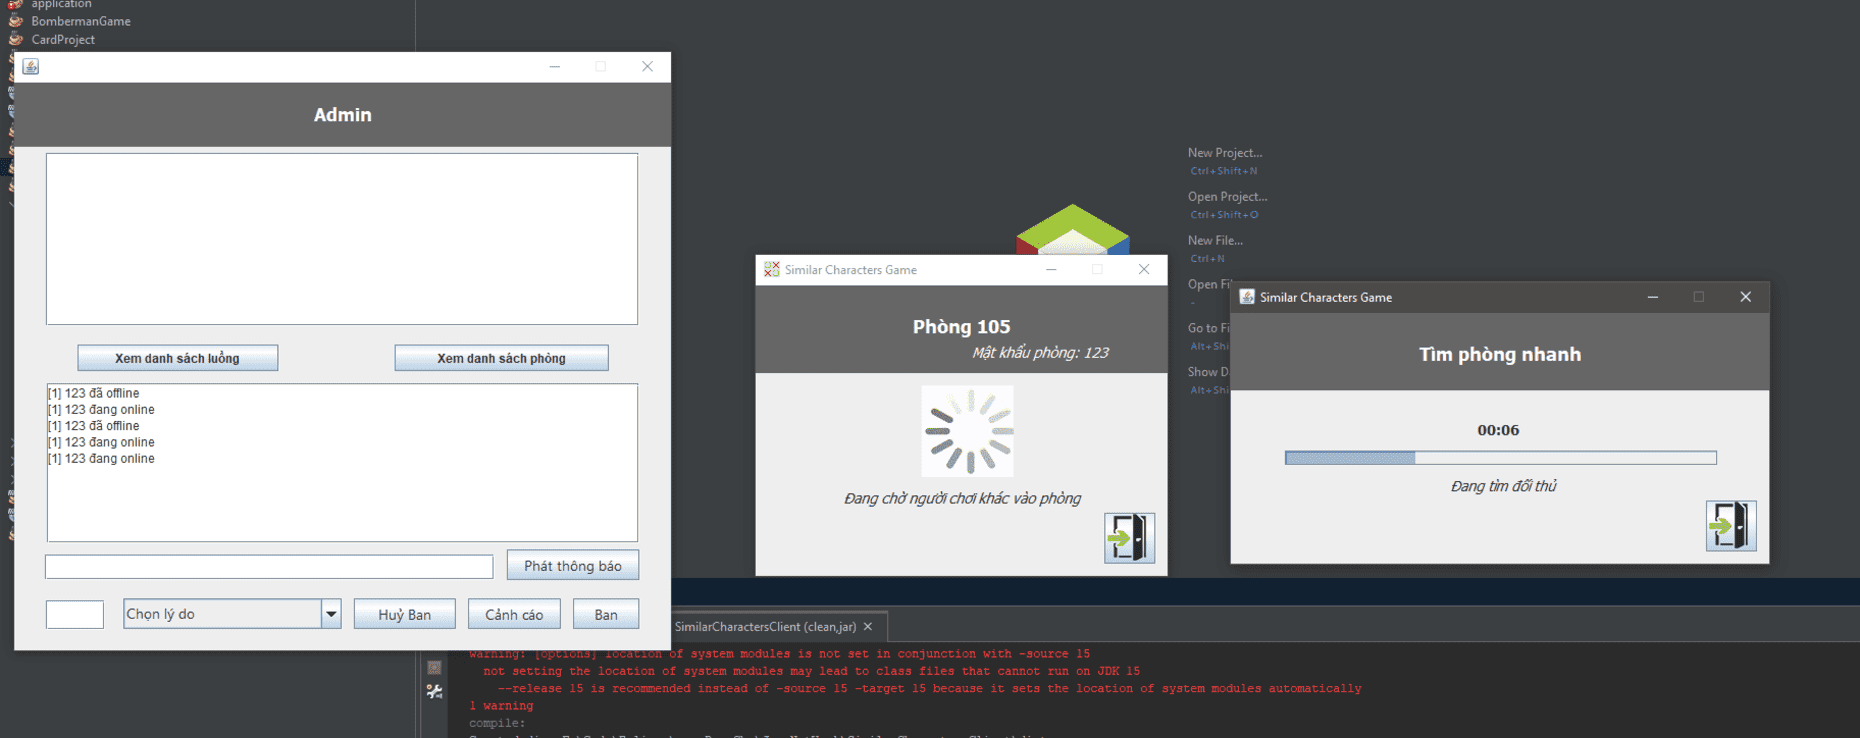 application
BombermanGame
CardProject
Admin
Xem danh sách luồng
Xem danh sách phòng
[1] 123 đã offline
[1] 123 đang online
[1] 123 đã offline
[1] 123 đang online
[1] 123 đang online
Phát thông báo
Chọn lý do
Huỷ Ban
Cảnh cáo
Ban
New Project...
Ctrl+Shift+N
Open Project...
Ctrl+Shift+O
New File...
Ctrl+N
Open Fi
-
Go to Fi
Alt+Shi
Show D
Alt+Shi
Similar Characters Game
Phòng 105
Mật khẩu phòng: 123
Đang chờ người chơi khác vào phòng
Similar Characters Game
Tìm phòng nhanh
00:06
Đang tìm đối thủ
SimilarCharactersClient (clean,jar)
warning: [options] location of system modules is not set in conjunction with -source 15
not setting the location of system modules may lead to class files that cannot run on JDK 15
--release 15 is recommended instead of -source 15 -target 15 because it sets the location of system modules automatically
1 warning
compile: